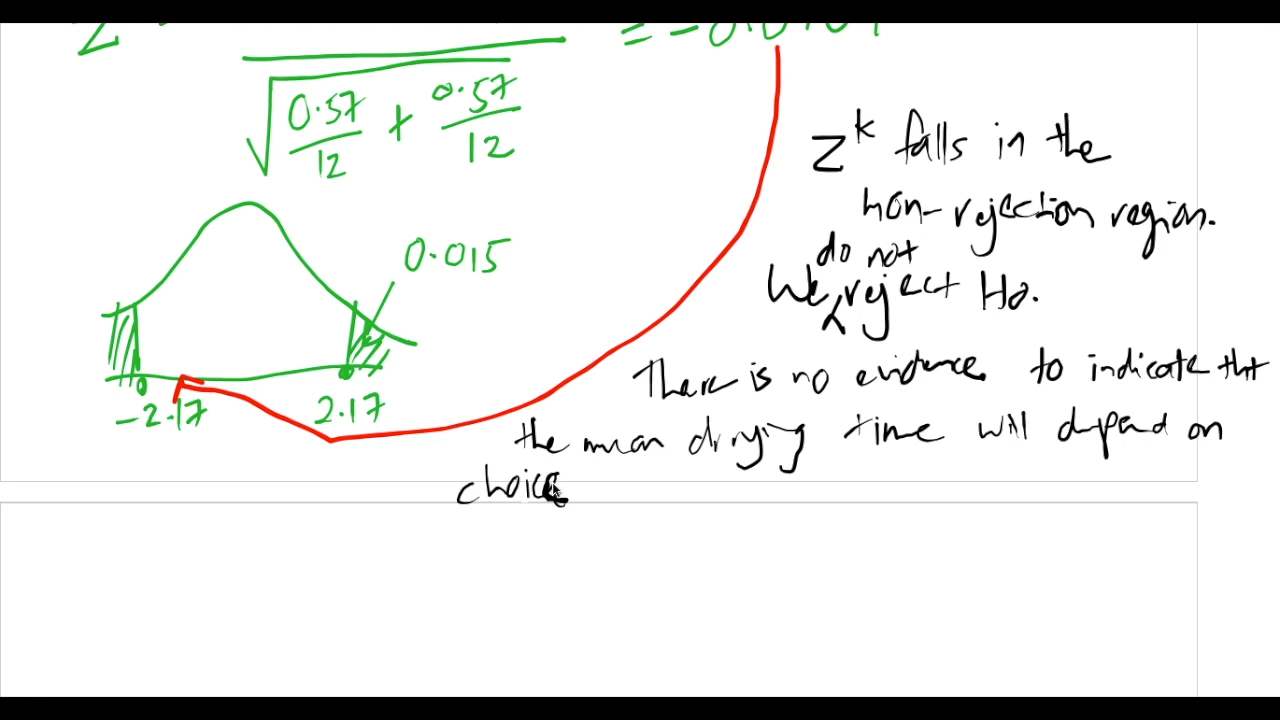 Z
0.57 + 0.57
12 12
0.015
-2.17 2.17
Z^k falls in the
non-rejection region.
do not
We reject Ho.
There is no evidence to indicate tht
the mean drying time will depend on
choice